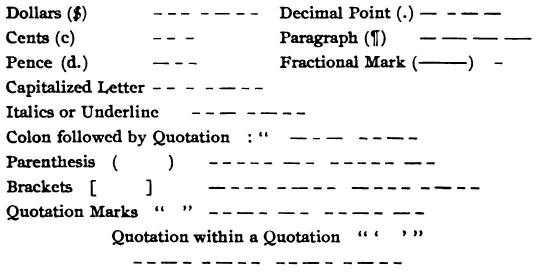 Dollars ($) - - - - — - - Decimal Point (.) — - — - —
Cents (c) - - - Paragraph (¶) — — — —
Pence (d.) — - - Fractional Mark (——) -
Capitalized Letter - - - - — - -
Italics or Underline - - — - — - - -
Colon followed by Quotation : " — - — - — - —
Parenthesis ( ) - - - - - — - - - - - - — -
Brackets [ ] — - - - - - - — - - - - - — - -
Quotation Marks " " - - — - — - - - - — - — -
Quotation within a Quotation " ' ' "
- - — - — - - - - — - - — - -